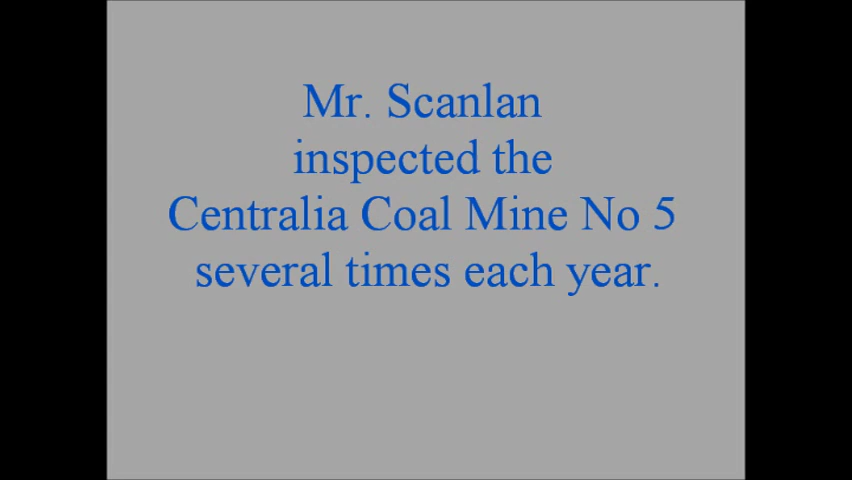 Mr. Scanlan
inspected the
Centralia Coal Mine No 5
several times each year.